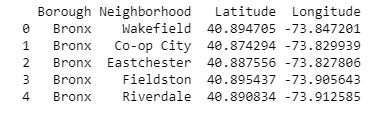 Borough Neighborhood Latitude Longitude
0 Bronx Wakefield 40.894705 -73.847201
1 Bronx Co-op City 40.874294 -73.829939
2 Bronx Eastchester 40.887556 -73.827806
3 Bronx Fieldston 40.895437 -73.905643
4 Bronx Riverdale 40.890834 -73.912585